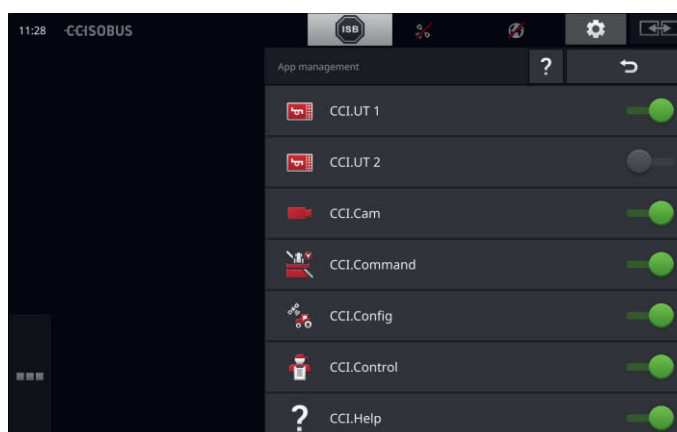 11:28 CCISOBUS
ISB
App management ?
CCI.UT 1
CCI.UT 2
CCI.Cam
CCI.Command
CCI.Config
CCI.Control
? CCI.Help